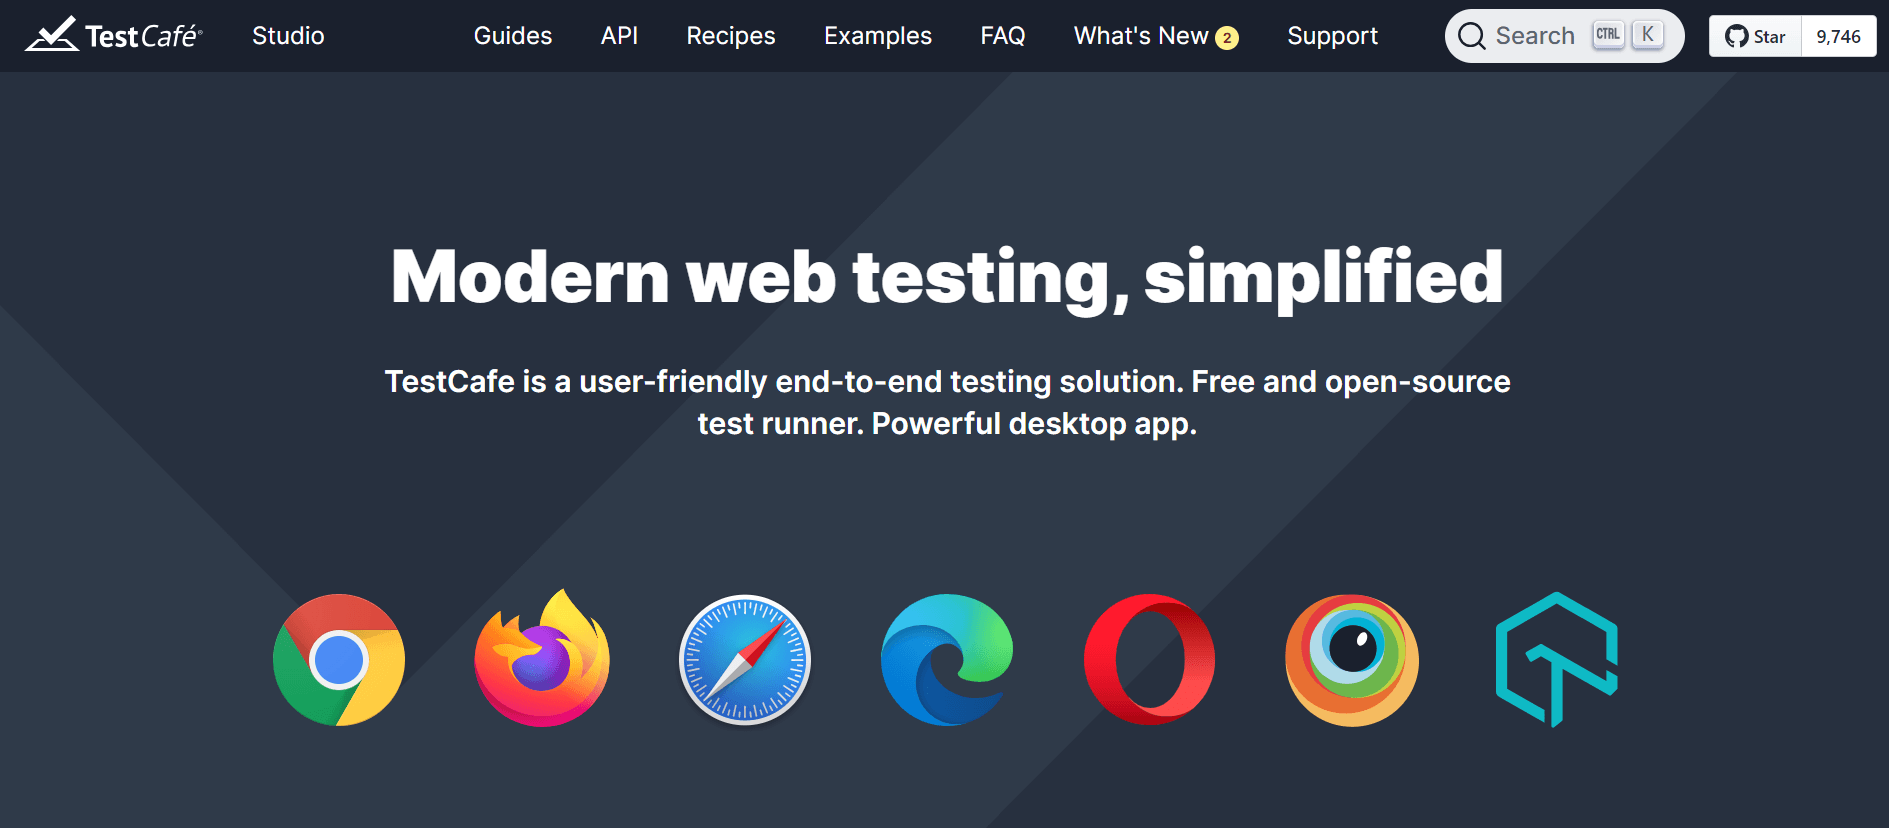 TestCafé® Studio Guides API Recipes Examples FAQ What's New 2 Support Search CTRL K Star 9,746
Modern web testing, simplified
TestCafe is a user-friendly end-to-end testing solution. Free and open-source
test runner. Powerful desktop app.